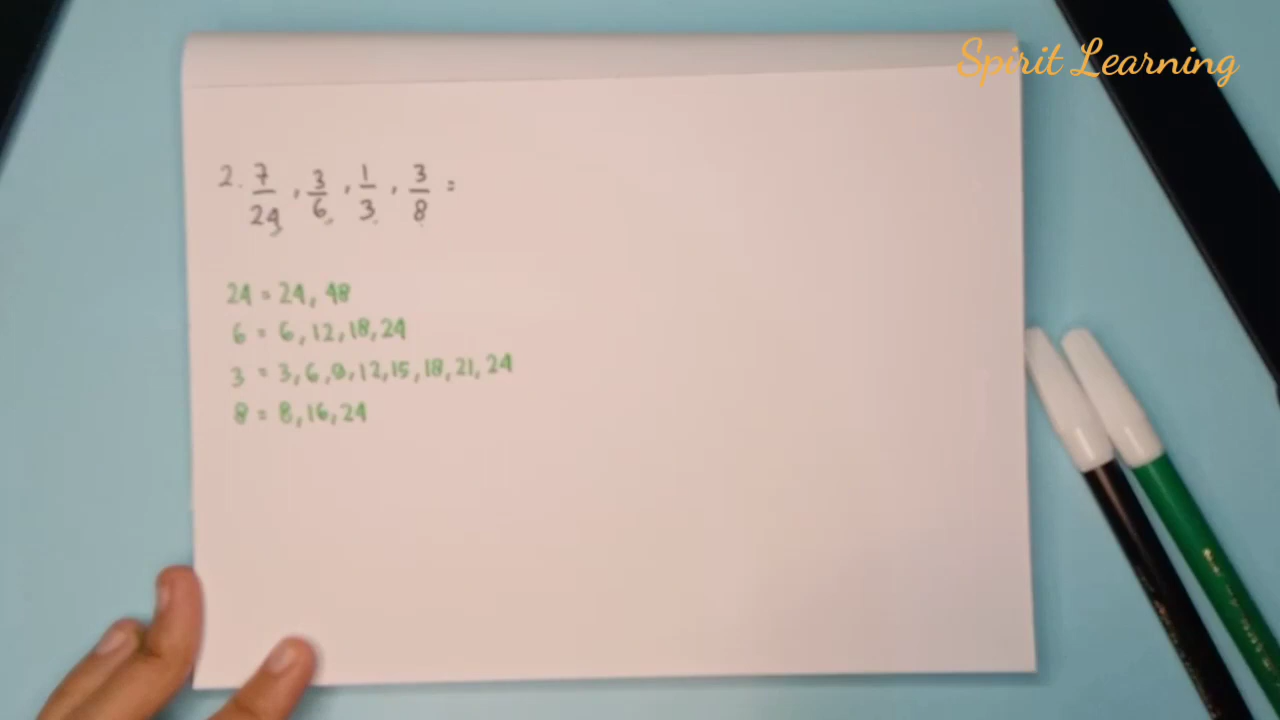 Spirit Learning
2. 7/24 , 3/6 , 1/3 , 3/8 =
24 = 24, 48
6 = 6, 12, 18, 24
3 = 3, 6, 9, 12, 15, 18, 21, 24
8 = 8, 16, 24